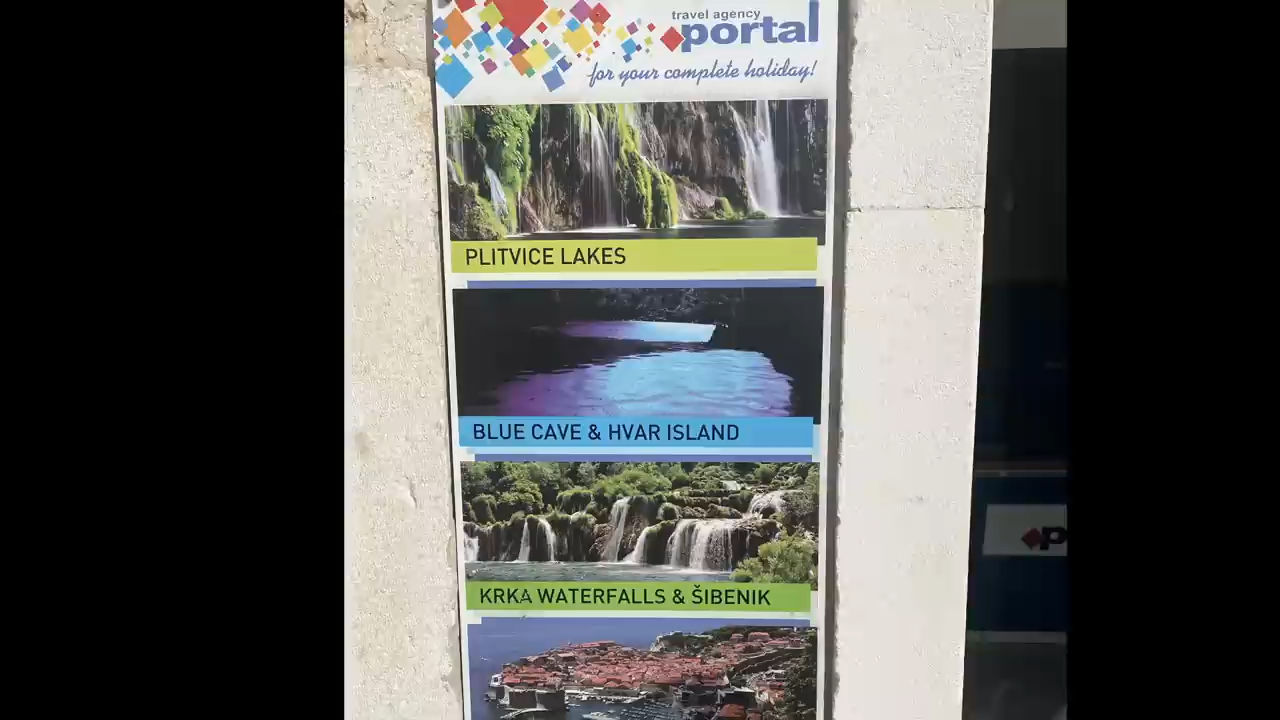 travel agency
portal
for your complete holiday!
PLITVICE LAKES
BLUE CAVE & HVAR ISLAND
KRKA WATERFALLS & ŠIBENIK